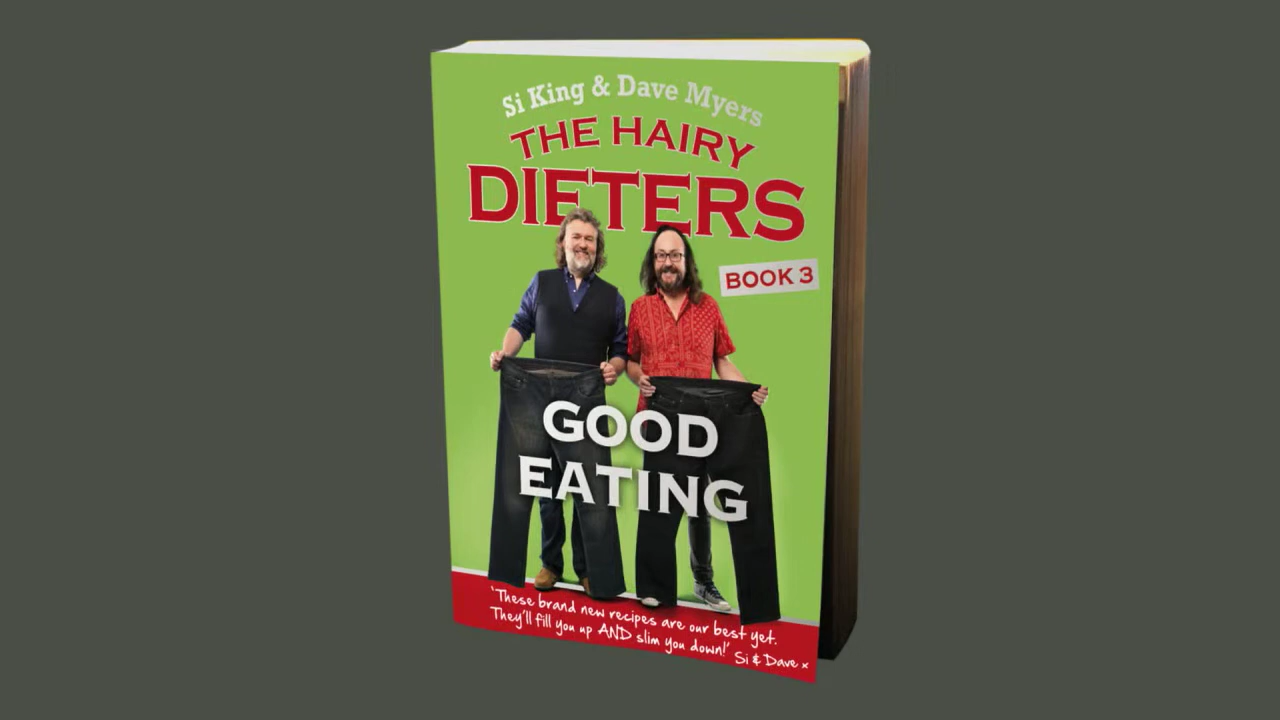 Si King & Dave Myers
THE HAIRY
DIETERS
BOOK 3
GOOD
EATING
'These brand new recipes are our best yet.
They'll fill you up AND slim you down!'
Si & Dave x